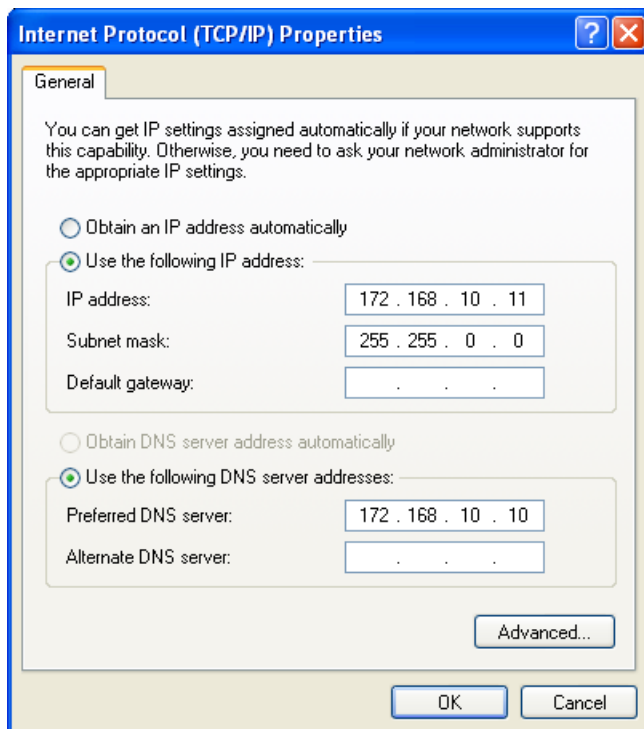 Internet Protocol (TCP/IP) Properties
General
You can get IP settings assigned automatically if your network supports
this capability. Otherwise, you need to ask your network administrator for
the appropriate IP settings.
Obtain an IP address automatically
Use the following IP address:
IP address: 172 . 168 . 10 . 11
Subnet mask: 255 . 255 . 0 . 0
Default gateway: . . .
Obtain DNS server address automatically
Use the following DNS server addresses:
Preferred DNS server: 172 . 168 . 10 . 10
Alternate DNS server: . . .
Advanced...
OK Cancel